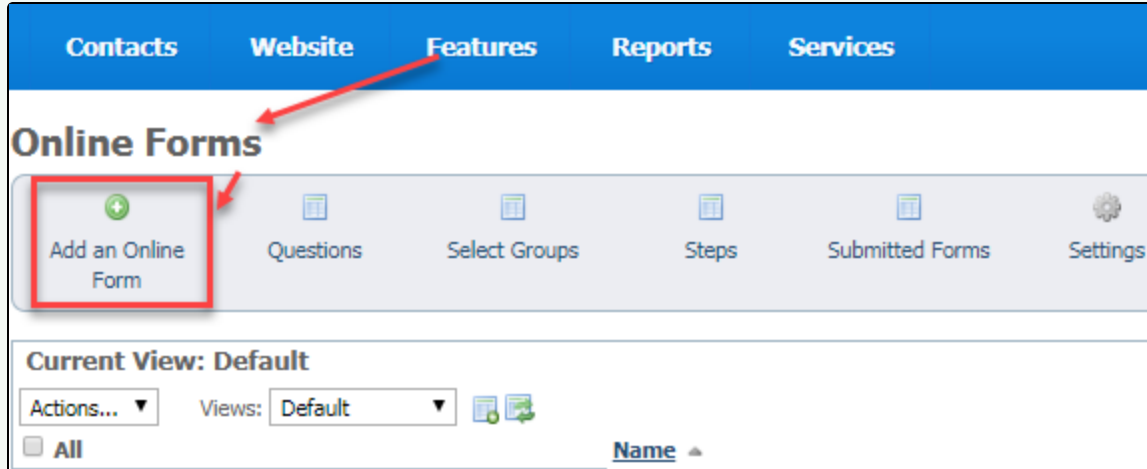 Contacts Website Features Reports Services
Online Forms
Add an Online Form
Questions
Select Groups
Steps
Submitted Forms
Settings
Current View: Default
Actions... Views: Default
All Name